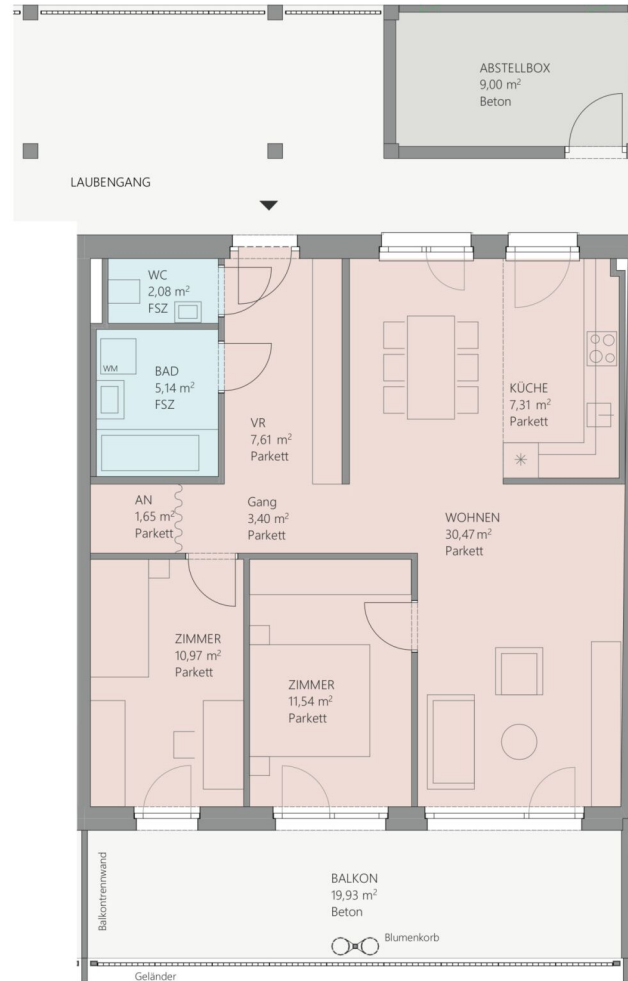 ABSTELLBOX
9,00 m²
Beton
LAUBENGANG
WC
2,08 m²
FSZ
WM
BAD
5,14 m²
FSZ
VR
7,61 m²
Parkett
KÜCHE
7,31 m²
Parkett
AN
1,65 m²
Parkett
Gang
3,40 m²
Parkett
WOHNEN
30,47 m²
Parkett
ZIMMER
10,97 m²
Parkett
ZIMMER
11,54 m²
Parkett
Balkontrennwand
BALKON
19,93 m²
Beton
Blumenkorb
Geländer